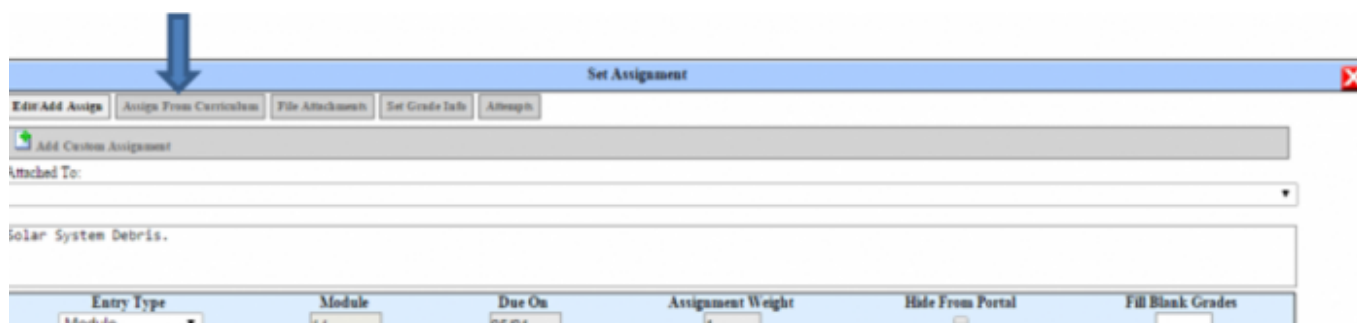 Set Assignment
Edit/Add Assign Assign From Curriculum File Attachments Set Grade Info Attempts
Add Custom Assignment
Attached To:
Solar System Debris.
Entry Type Module Due On Assignment Weight Hide From Portal Fill Blank Grades
Module